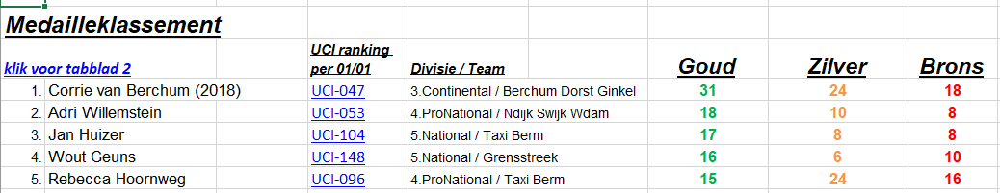 Medailleklassement
klik voor tabblad 2 UCI ranking per 01/01 Divisie / Team Goud Zilver Brons
1. Corrie van Berchum (2018) UCI-047 3.Continental / Berchum Dorst Ginkel 31 24 18
2. Adri Willemstein UCI-053 4.ProNational / Ndijk Swijk Wdam 18 10 8
3. Jan Huizer UCI-104 5.National / Taxi Berm 17 8 8
4. Wout Geuns UCI-148 5.National / Grensstreek 16 6 10
5. Rebecca Hoornweg UCI-096 4.ProNational / Taxi Berm 15 24 16